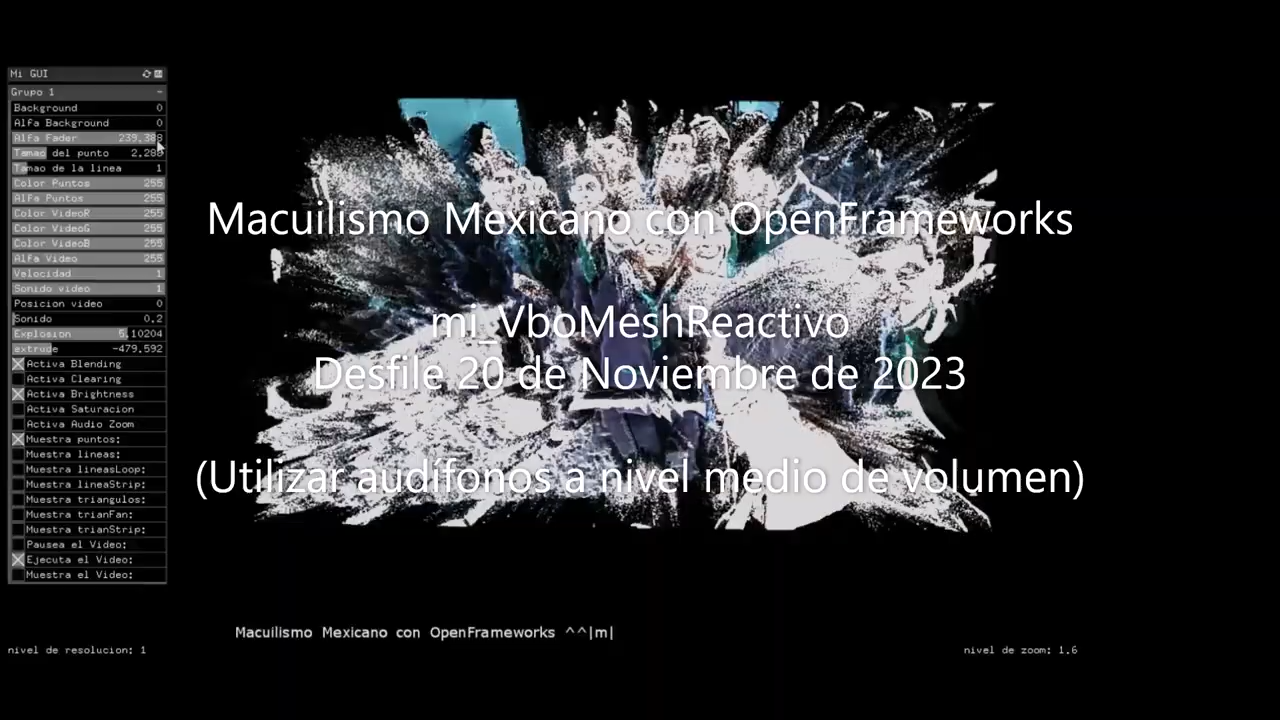 Mi GUI
Grupo 1
Background 0
Alfa Background 0
Alfa Fader 239.388
Tamao del punto 2.288
Tamao de la linea 1
Color Puntos 255
Alfa Puntos 255
Color VideoR 255
Color VideoG 255
Color VideoB 255
Alfa Video 255
Velocidad 1
Sonido video 1
Posicion video 0
Sonido 0.2
Explosion 5.10204
extrude -479.592
Activa Blending
Activa Clearing
Activa Brightness
Activa Saturacion
Activa Audio Zoom
Muestra puntos:
Muestra lineas:
Muestra lineasLoop:
Muestra lineaStrip:
Muestra triangulos:
Muestra trianFan:
Muestra trianStrip:
Pausea el Video:
Ejecuta el Video:
Muestra el Video:
Macuilismo Mexicano con OpenFrameworks
mi_VboMeshReactivo
Desfile 20 de Noviembre de 2023
(Utilizar audífonos a nivel medio de volumen)
Macuilismo Mexicano con OpenFrameworks ^^|m|
nivel de resolucion: 1
nivel de zoom: 1.6